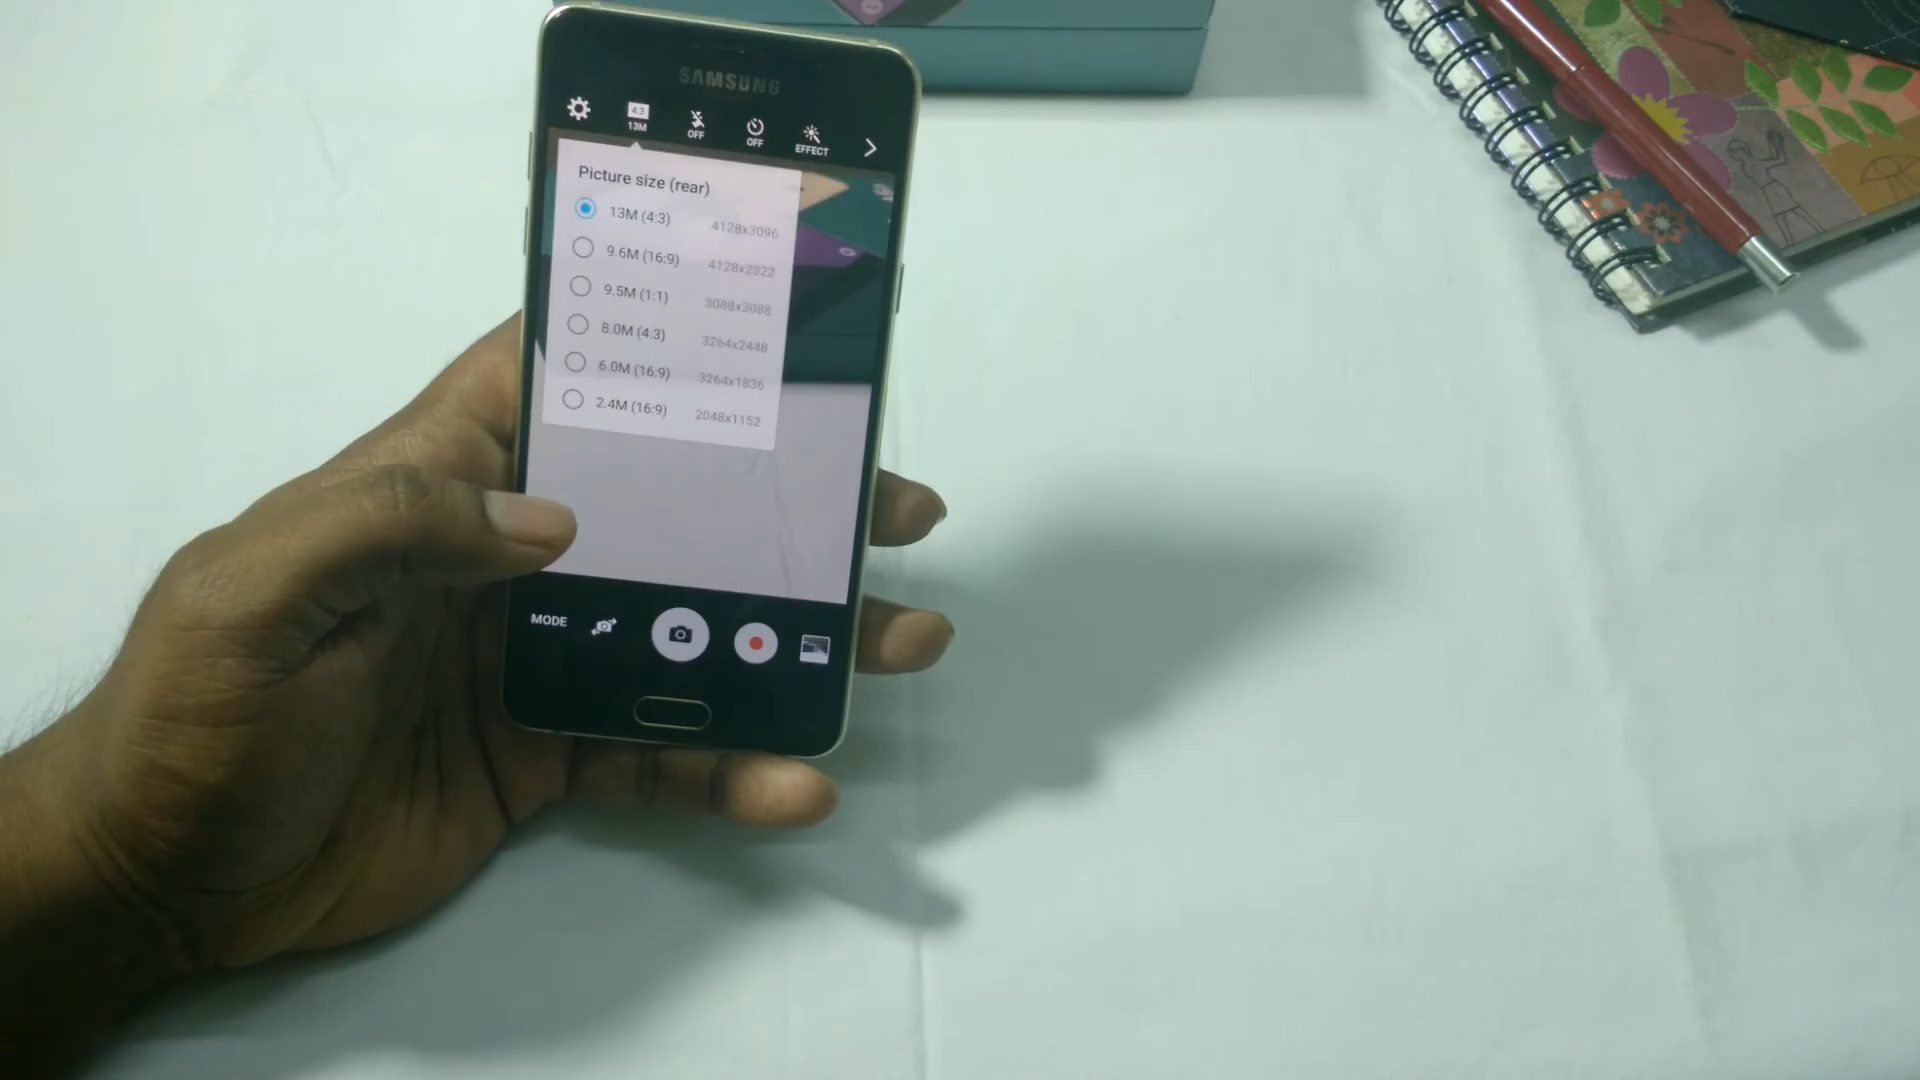 SAMSUNG
4:3
13M
OFF
OFF
EFFECT
Picture size (rear)
13M (4:3) 4128x3096
9.6M (16:9) 4128x2322
9.5M (1:1) 3088x3088
8.0M (4:3) 3264x2448
6.0M (16:9) 3264x1836
2.4M (16:9) 2048x1152
MODE